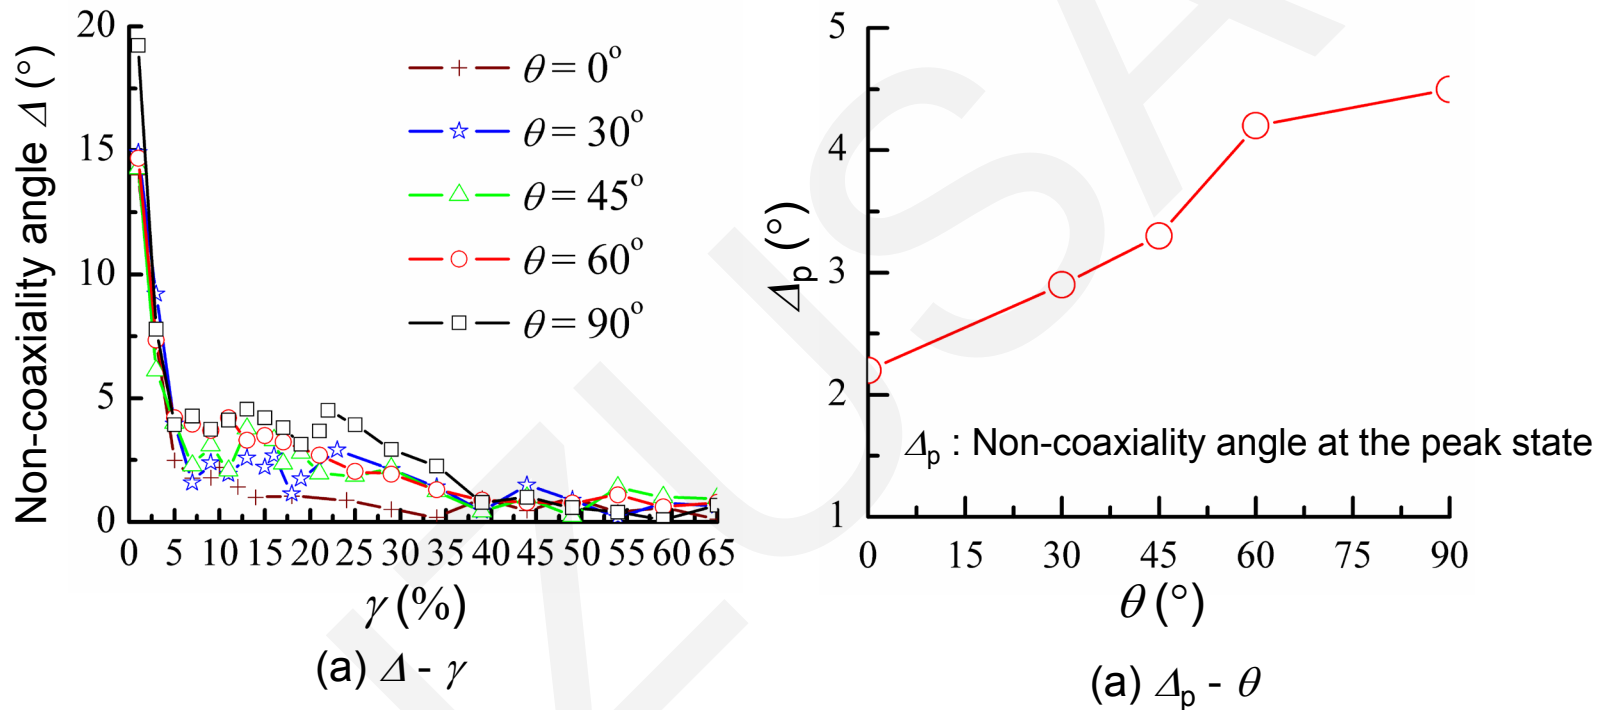 Non-coaxiality angle Δ (°)
20
15
10
5
0
θ = 0°
θ = 30°
θ = 45°
θ = 60°
θ = 90°
0 5 10 15 20 25 30 35 40 45 50 55 60 65
γ (%)
(a) Δ - γ
Δp (°)
5
4
3
2
1
Δp : Non-coaxiality angle at the peak state
0 15 30 45 60 75 90
θ (°)
(a) Δp - θ